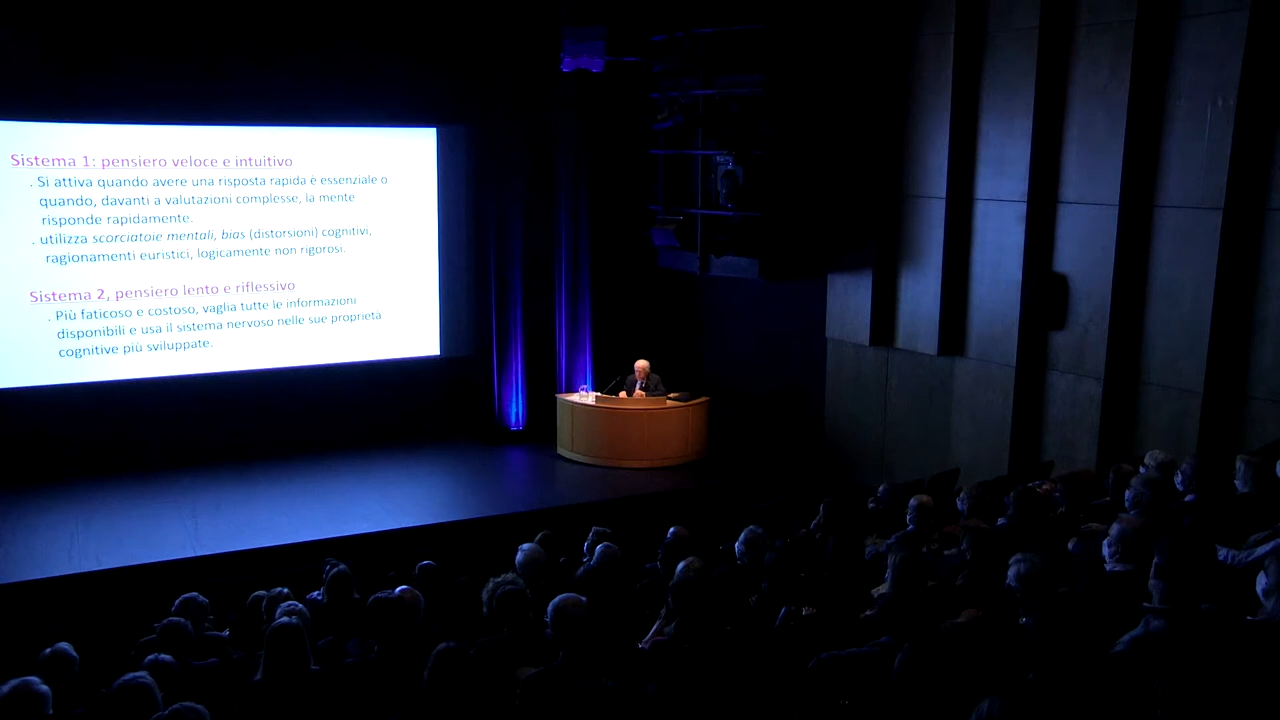 Sistema 1: pensiero veloce e intuitivo
. Si attiva quando avere una risposta rapida è essenziale o
quando, davanti a valutazioni complesse, la mente
risponde rapidamente.
. utilizza scorciatoie mentali, bias (distorsioni) cognitivi,
ragionamenti euristici, logicamente non rigorosi.
Sistema 2, pensiero lento e riflessivo
. Più faticoso e costoso, vaglia tutte le informazioni
disponibili e usa il sistema nervoso nelle sue proprietà
cognitive più sviluppate.